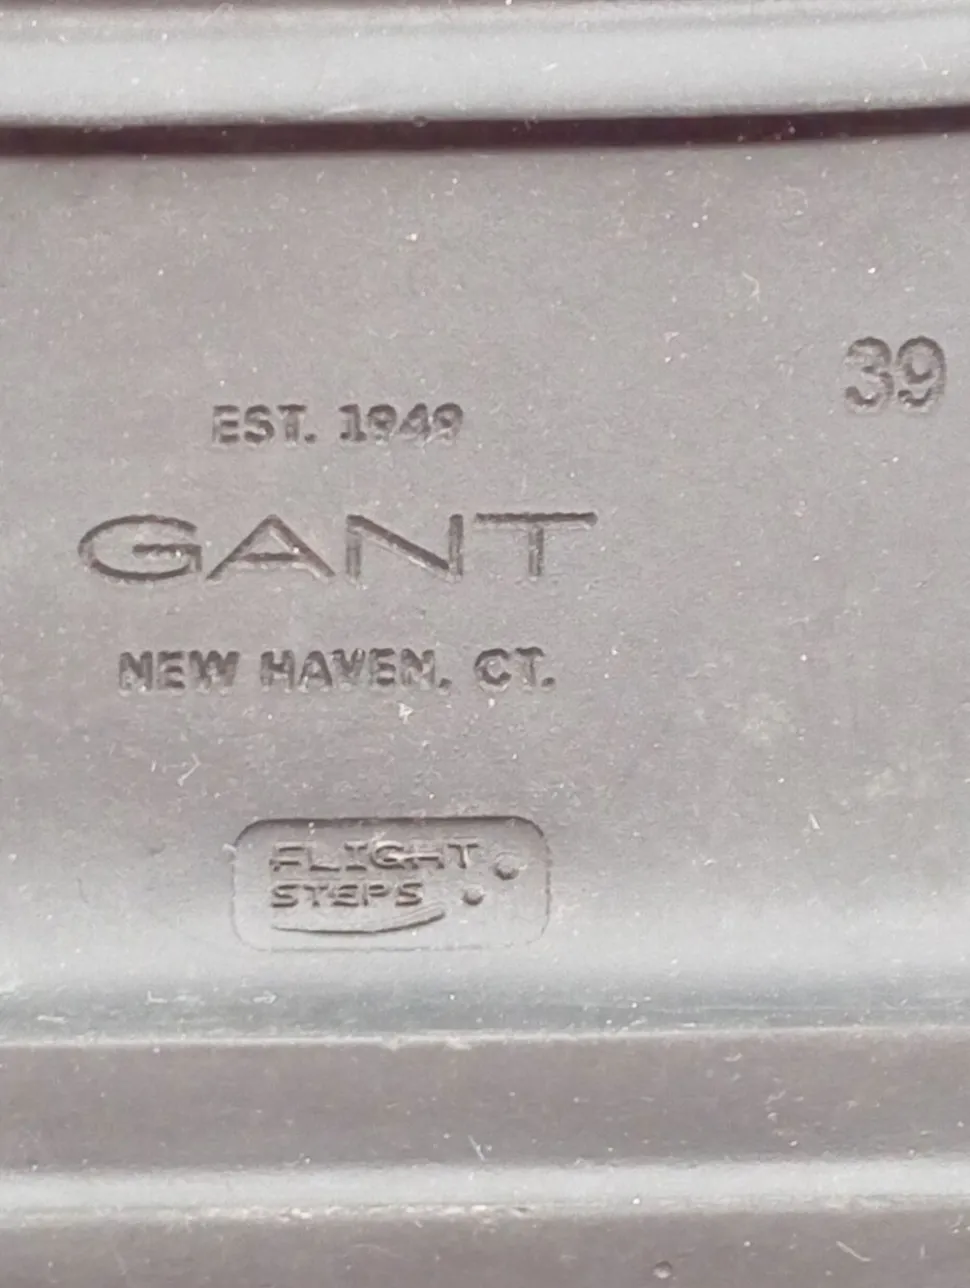 39
EST. 1949
GANT
NEW HAVEN, CT.
FLIGHT
STEPS